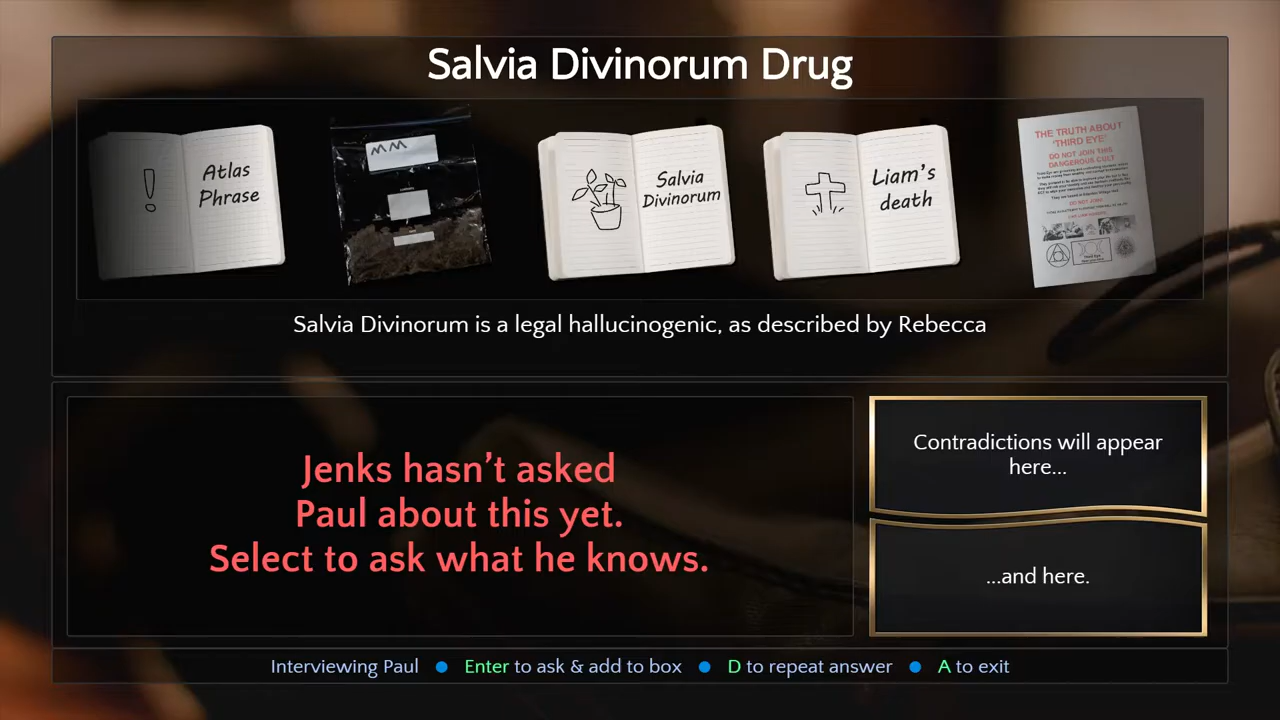 Salvia Divinorum Drug
Atlas
Phrase
MM
Salvia
Divinorum
Liam's
death
THE TRUTH ABOUT
'THIRD EYE'
DO NOT JOIN THIS
DANGEROUS CULT
Salvia Divinorum is a legal hallucinogenic, as described by Rebecca
Jenks hasn't asked
Paul about this yet.
Select to ask what he knows.
Contradictions will appear
here...
...and here.
Interviewing Paul ● Enter to ask & add to box ● D to repeat answer ● A to exit